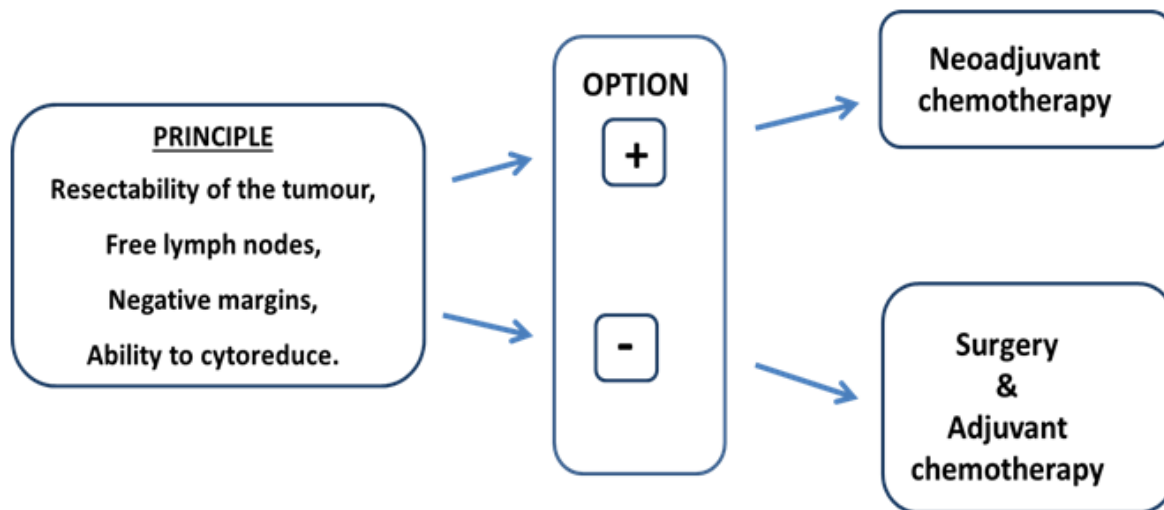 PRINCIPLE
Resectability of the tumour,
Free lymph nodes,
Negative margins,
Ability to cytoreduce.
OPTION
+
-
Neoadjuvant
chemotherapy
Surgery
&
Adjuvant
chemotherapy